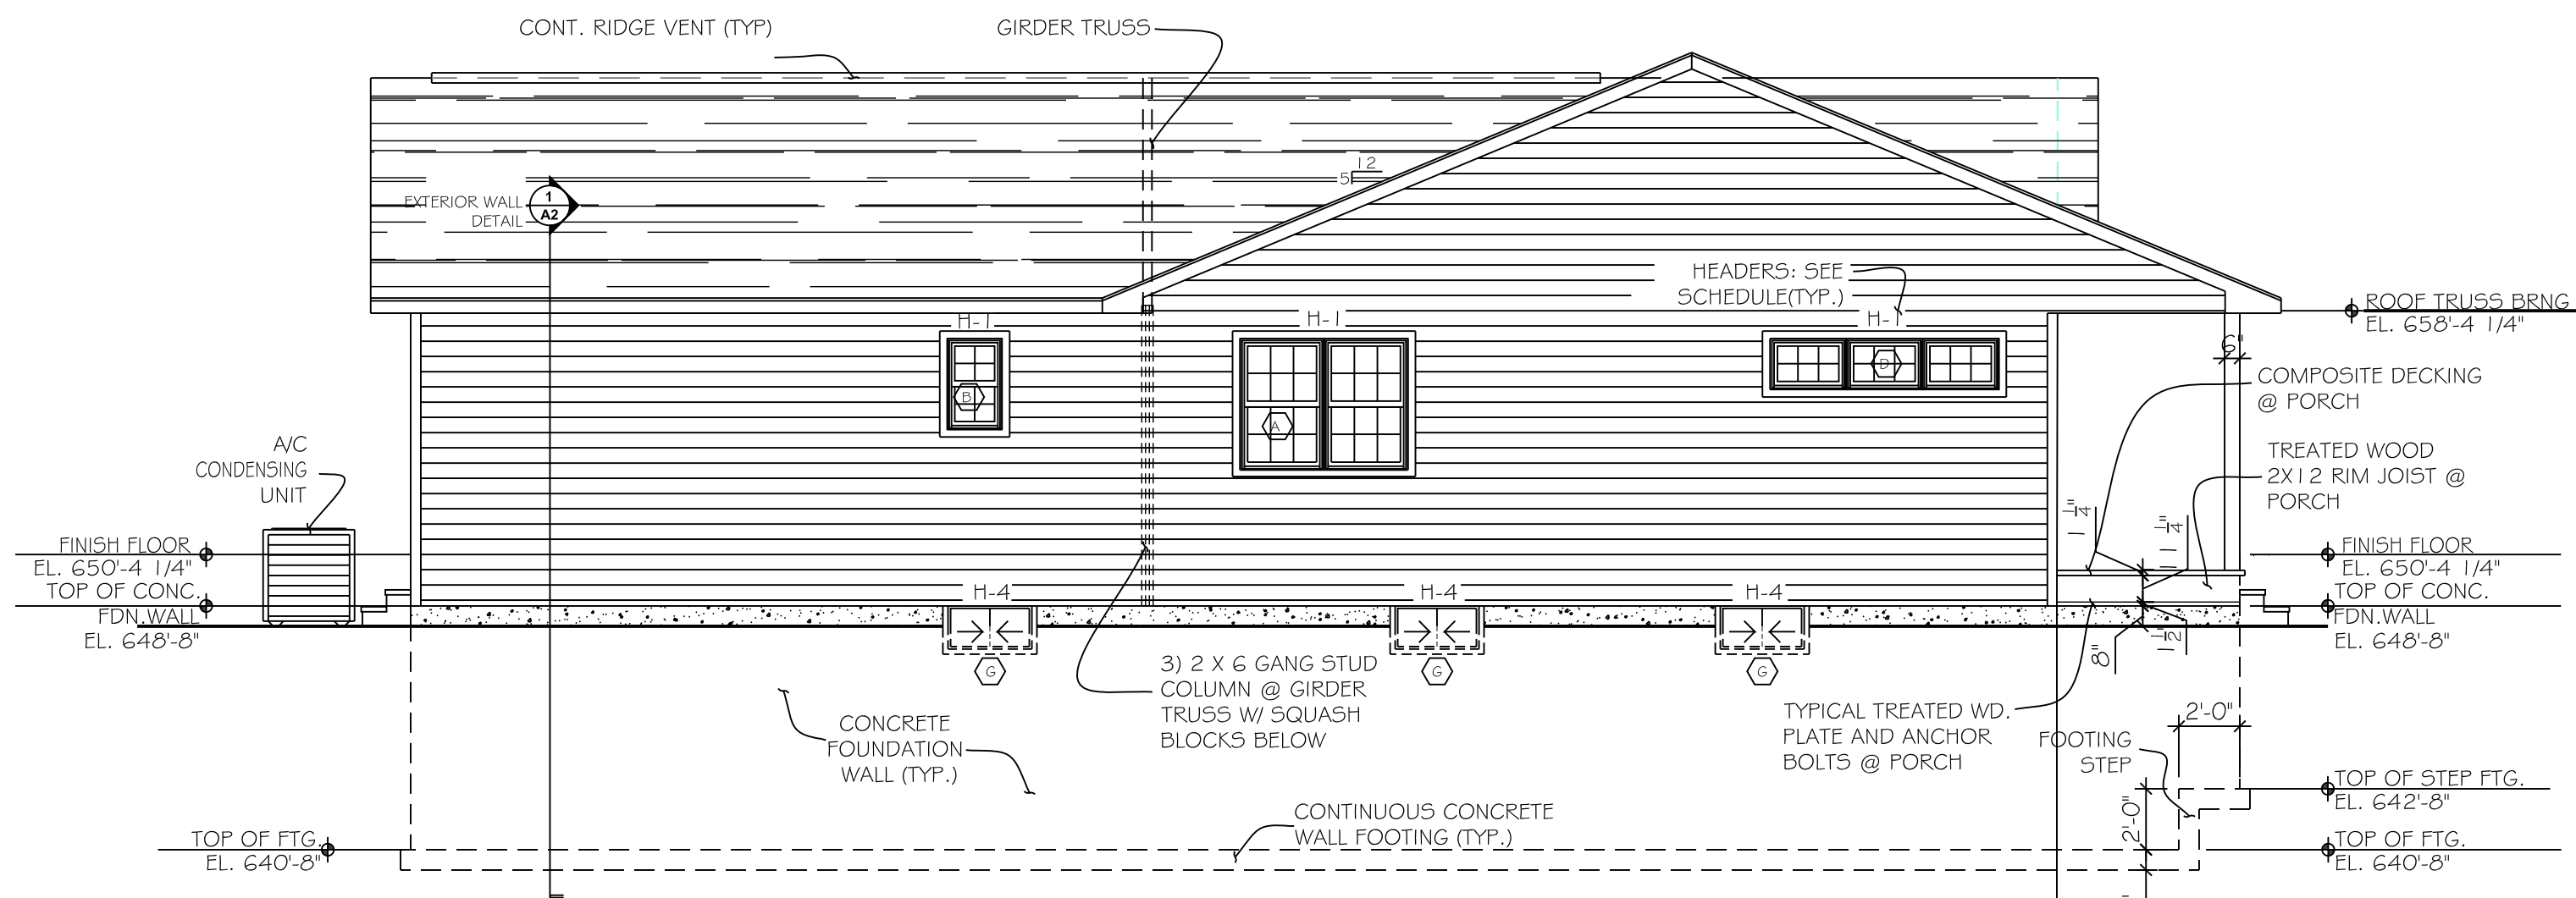 CONT. RIDGE VENT (TYP)
GIRDER TRUSS
12
5
EXTERIOR WALL
DETAIL
1
A2
HEADERS: SEE
SCHEDULE(TYP.)
H-1
H-1
H-1
B
A
D
ROOF TRUSS BRNG
EL. 658'-4 1/4"
6"
COMPOSITE DECKING
@ PORCH
TREATED WOOD
2X12 RIM JOIST @
PORCH
A/C
CONDENSING
UNIT
1 1/4"
1 1/4"
FINISH FLOOR
EL. 650'-4 1/4"
TOP OF CONC.
FDN.WALL
EL. 648'-8"
FINISH FLOOR
EL. 650'-4 1/4"
TOP OF CONC.
FDN.WALL
EL. 648'-8"
H-4
H-4
H-4
G
G
G
8"
1 1/2"
3) 2 X 6 GANG STUD
COLUMN @ GIRDER
TRUSS W/ SQUASH
BLOCKS BELOW
CONCRETE
FOUNDATION
WALL (TYP.)
TYPICAL TREATED WD.
PLATE AND ANCHOR
BOLTS @ PORCH
FOOTING
STEP
2'-0"
2'-0"
TOP OF STEP FTG.
EL. 642'-8"
CONTINUOUS CONCRETE
WALL FOOTING (TYP.)
TOP OF FTG.
EL. 640'-8"
TOP OF FTG.
EL. 640'-8"